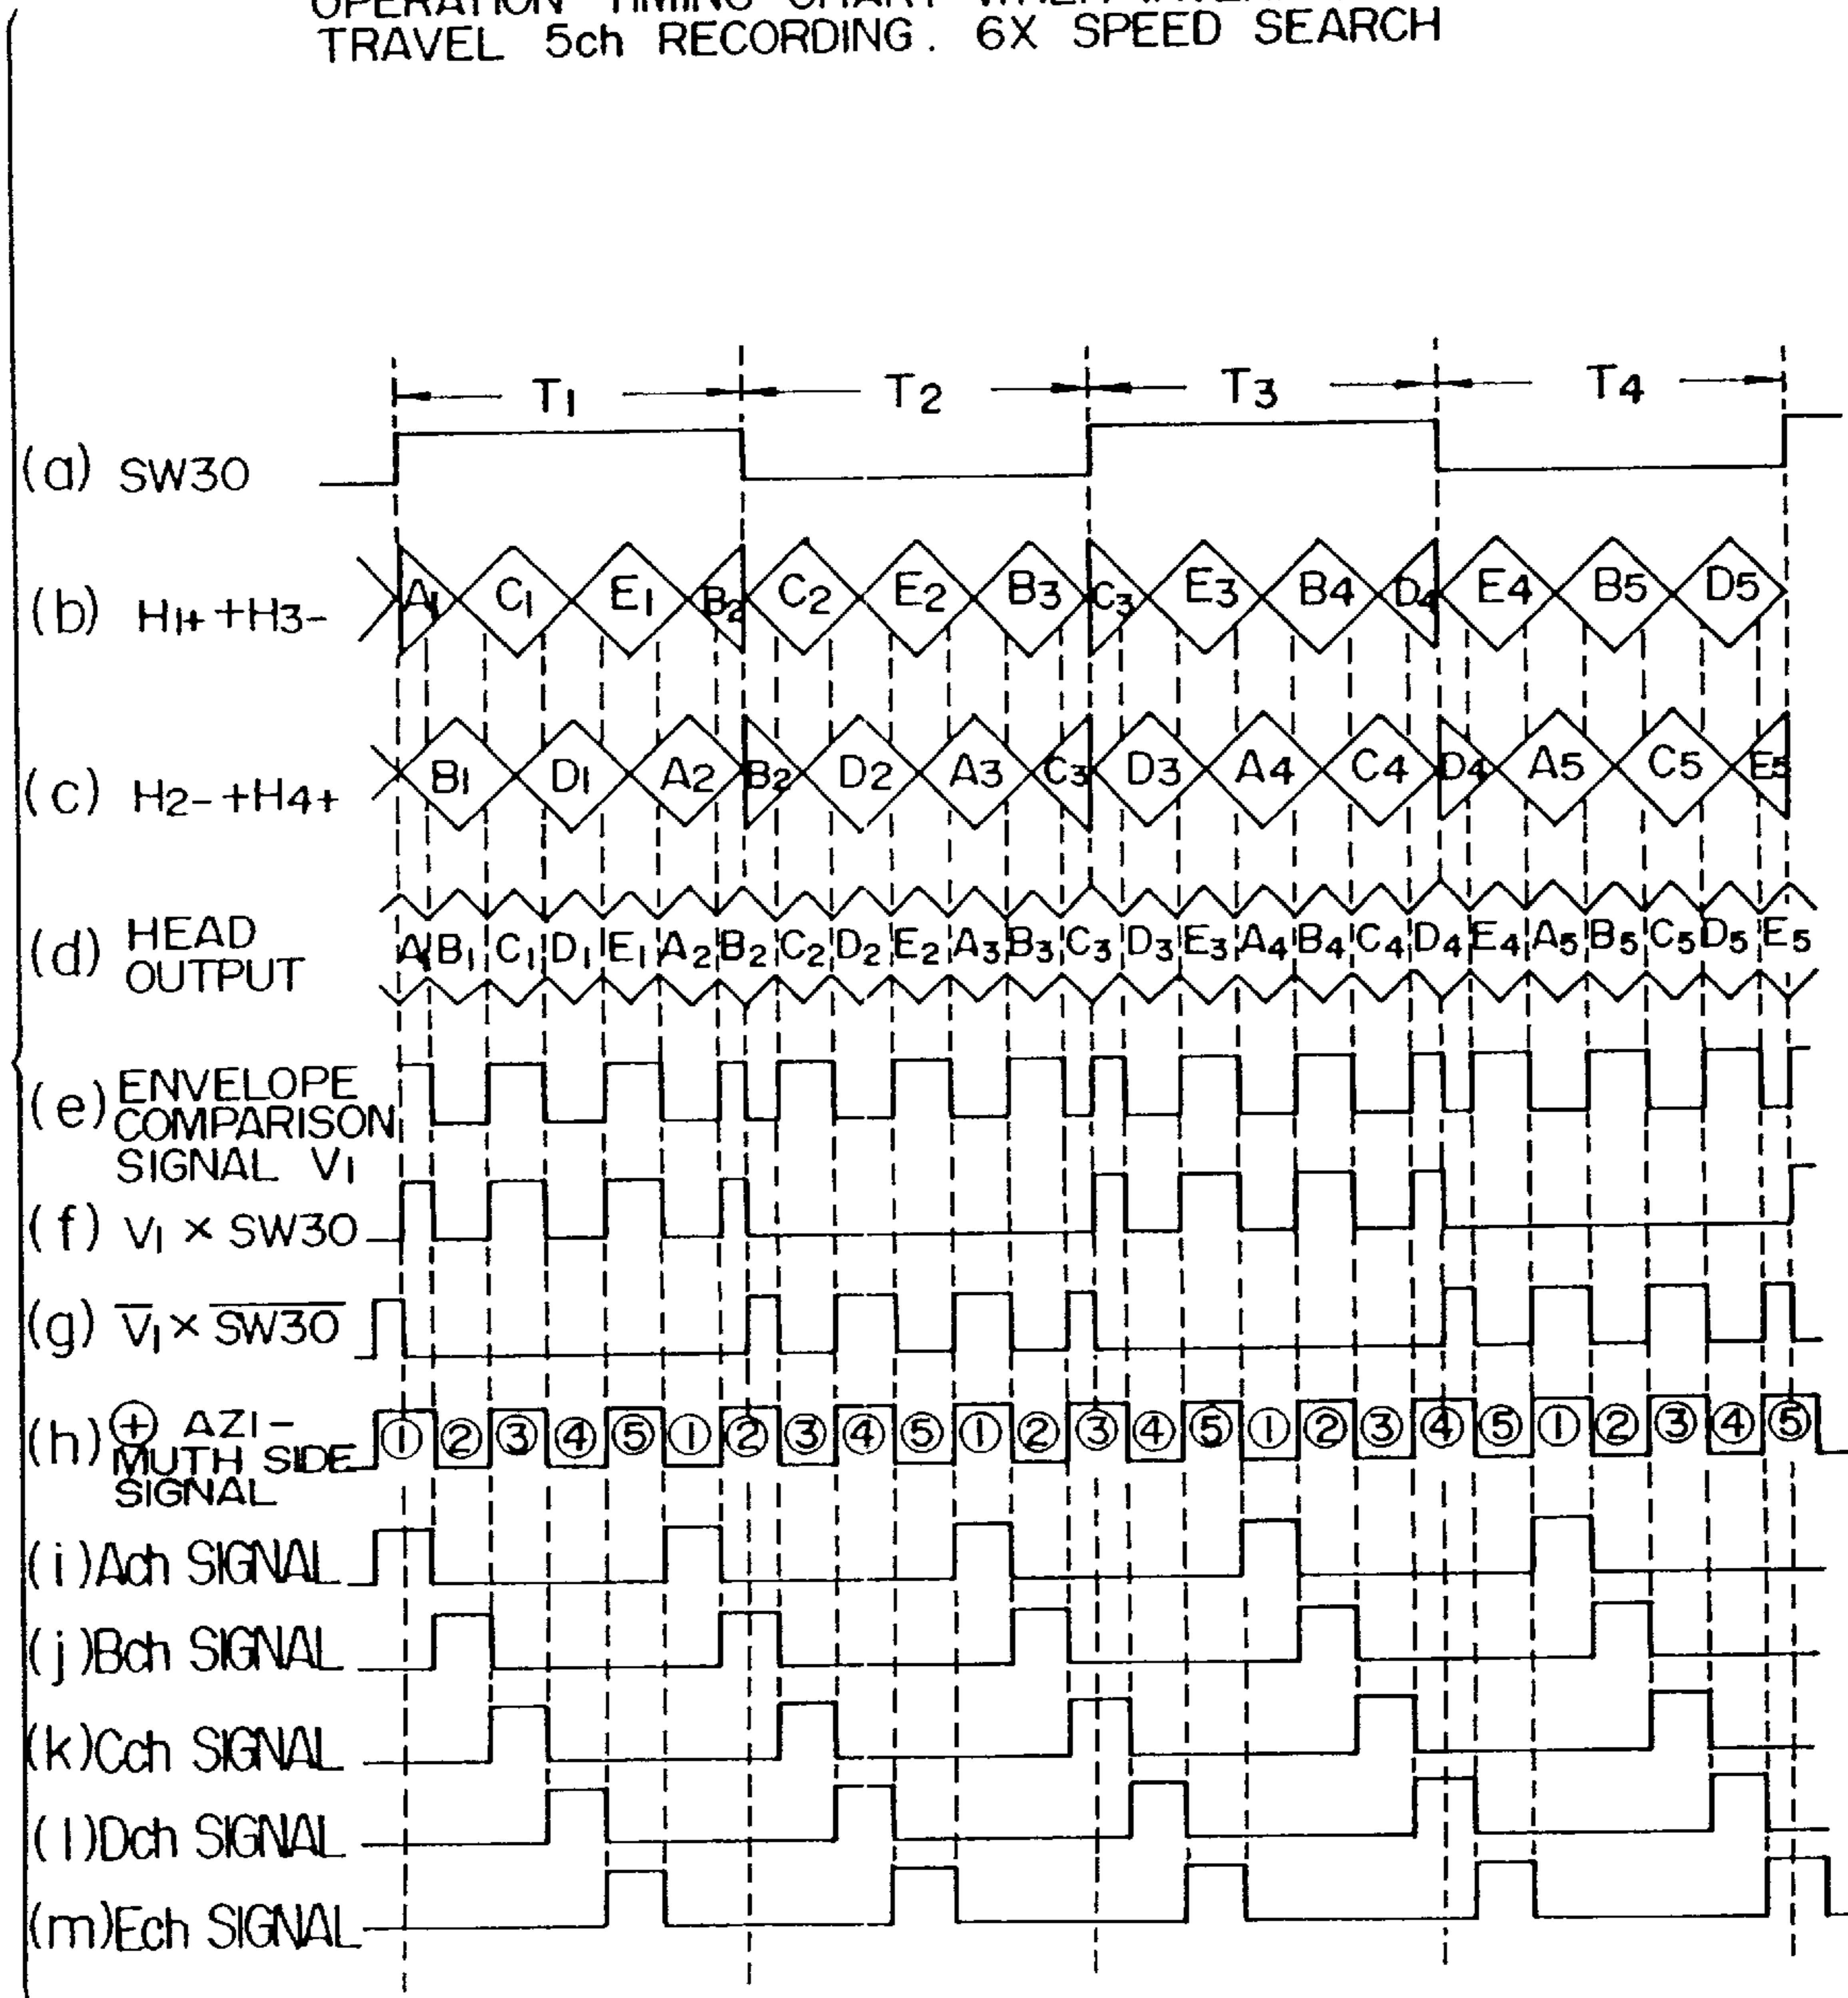 TRAVEL 5ch RECORDING. 6X SPEED SEARCH
T1 T2 T3 T4
(a) SW30
(b) H1+ +H3-
A1 C1 E1 B2 C2 E2 B3 C3 E3 B4 D4 E4 B5 D5
(c) H2- +H4+
B1 D1 A2 B2 D2 A3 C3 D3 A4 C4 D4 A5 C5 E5
(d) HEAD
OUTPUT
A1 B1 C1 D1 E1 A2 B2 C2 D2 E2 A3 B3 C3 D3 E3 A4 B4 C4 D4 E4 A5 B5 C5 D5 E5
(e) ENVELOPE
COMPARISON
SIGNAL V1
(f) V1 × SW30
(g) V̅1 × S̅W̅3̅0̅
(h) ⊕ AZI-
MUTH SIDE
SIGNAL
① ② ③ ④ ⑤ ① ② ③ ④ ⑤ ① ② ③ ④ ⑤ ① ② ③ ④ ⑤ ① ② ③ ④ ⑤
(i) Ach SIGNAL
(j) Bch SIGNAL
(k) Cch SIGNAL
(l) Dch SIGNAL
(m) Ech SIGNAL